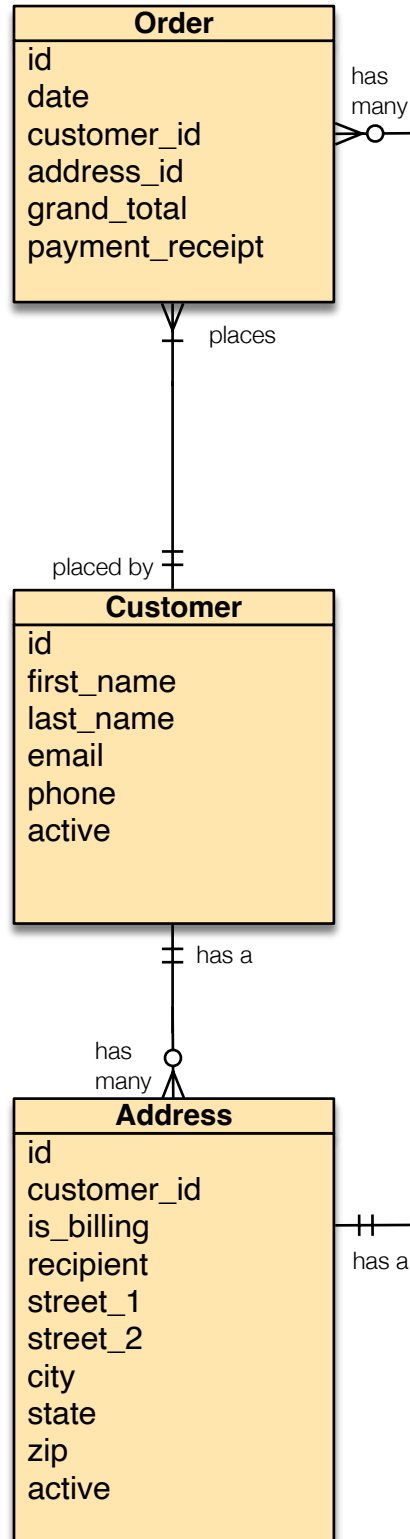 Order
id
date
customer_id
address_id
grand_total
payment_receipt
has
many
places
placed by
Customer
id
first_name
last_name
email
phone
active
has a
has
many
Address
id
customer_id
is_billing
recipient
street_1
street_2
city
state
zip
active
has a